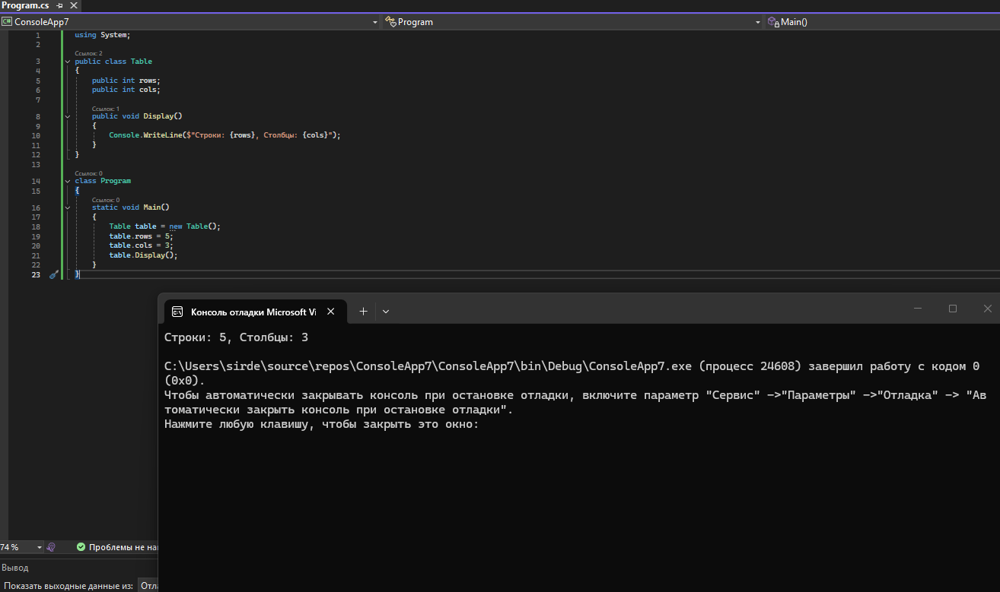 Program.cs
ConsoleApp7 Program Main()
1 using System;
2
Ссылок: 2
3 public class Table
4 {
5 public int rows;
6 public int cols;
7
Ссылок: 1
8 public void Display()
9 {
10 Console.WriteLine($"Строки: {rows}, Столбцы: {cols}");
11 }
12 }
13
Ссылок: 0
14 class Program
15 {
Ссылок: 0
16 static void Main()
17 {
18 Table table = new Table();
19 table.rows = 5;
20 table.cols = 3;
21 table.Display();
22 }
23 }
Консоль отладки Microsoft Vi
Строки: 5, Столбцы: 3
C:\Users\sirde\source\repos\ConsoleApp7\ConsoleApp7\bin\Debug\ConsoleApp7.exe (процесс 24608) завершил работу с кодом 0
(0x0).
Чтобы автоматически закрывать консоль при остановке отладки, включите параметр "Сервис" ->"Параметры" ->"Отладка" -> "Ав
томатически закрыть консоль при остановке отладки".
Нажмите любую клавишу, чтобы закрыть это окно:
74 % Проблемы не на
Вывод
Показать выходные данные из: Отла